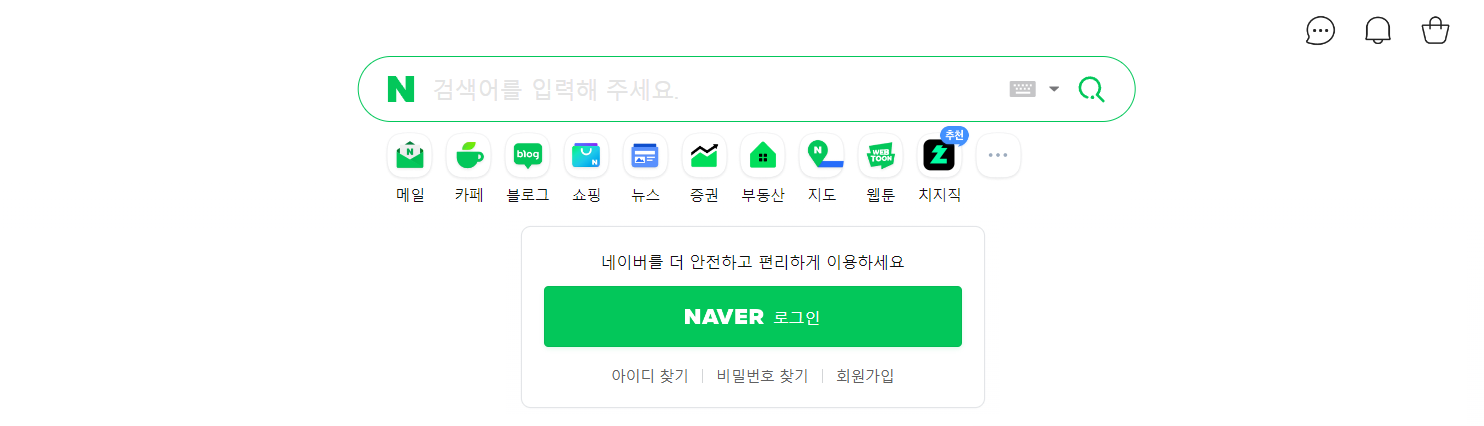 N 검색어를 입력해 주세요.
N blog N N WEB TOON 추천
메일 카페 블로그 쇼핑 뉴스 증권 부동산 지도 웹툰 치지직
네이버를 더 안전하고 편리하게 이용하세요
NAVER 로그인
아이디 찾기 비밀번호 찾기 회원가입